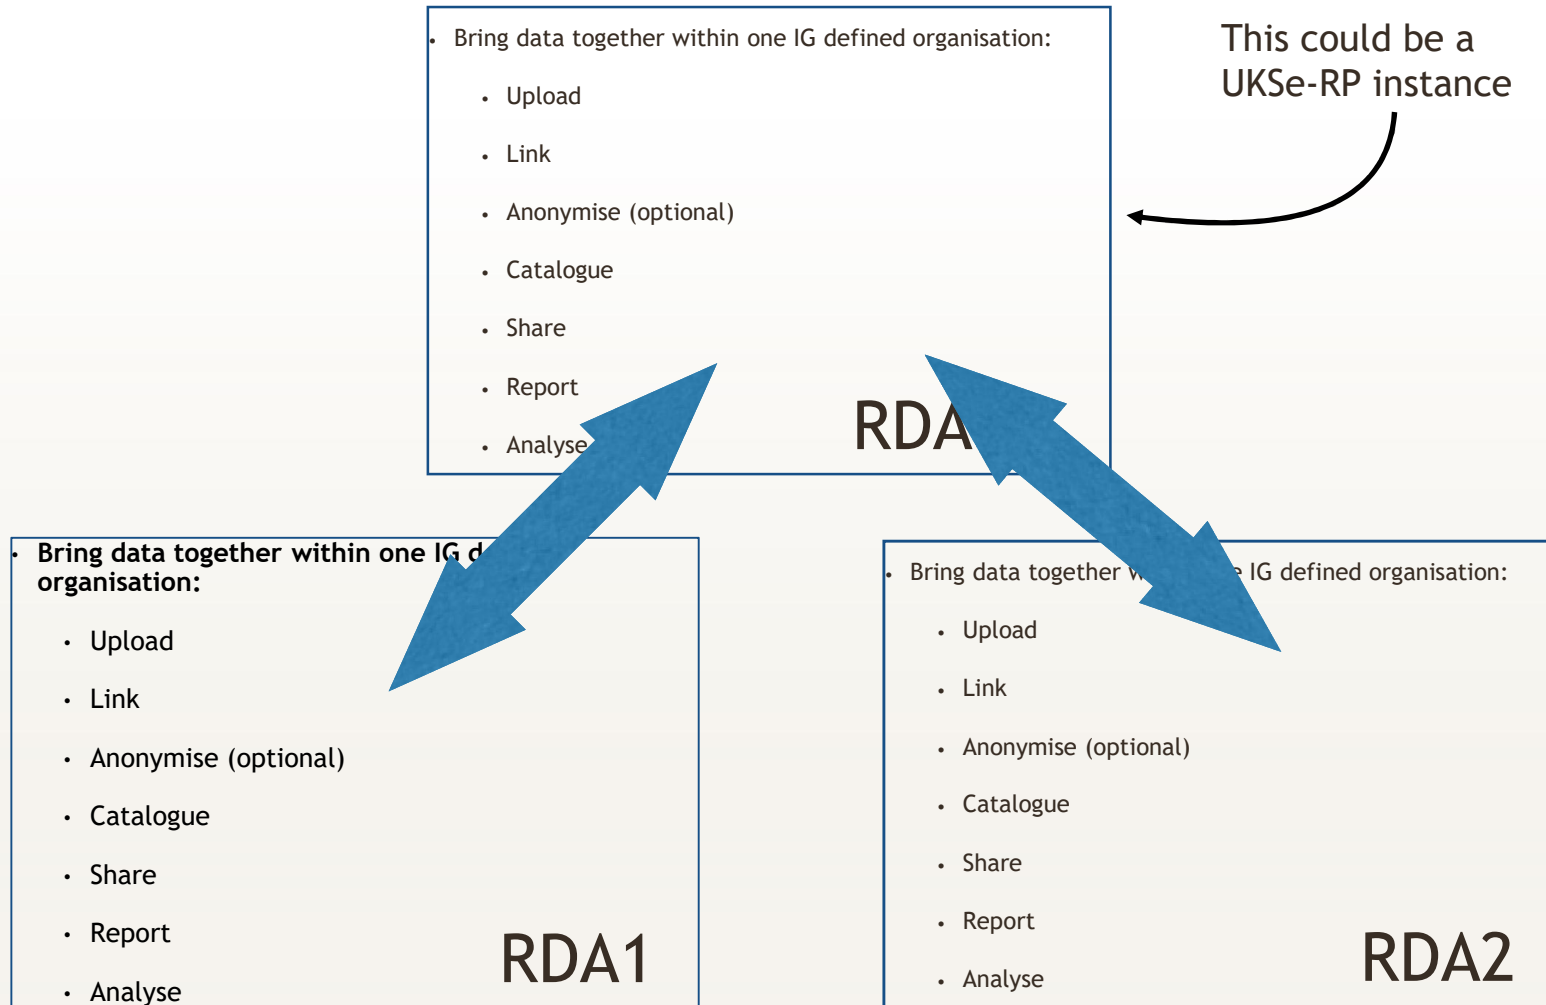 • Bring data together within one IG defined organisation:
• Upload
• Link
• Anonymise (optional)
• Catalogue
• Share
• Report
• Analyse
RDA
This could be a
UKSe-RP instance
• Bring data together within one IG
organisation:
• Upload
• Link
• Anonymise (optional)
• Catalogue
• Share
• Report
• Analyse
RDA1
• Bring data together IG defined organisation:
• Upload
• Link
• Anonymise (optional)
• Catalogue
• Share
• Report
• Analyse
RDA2